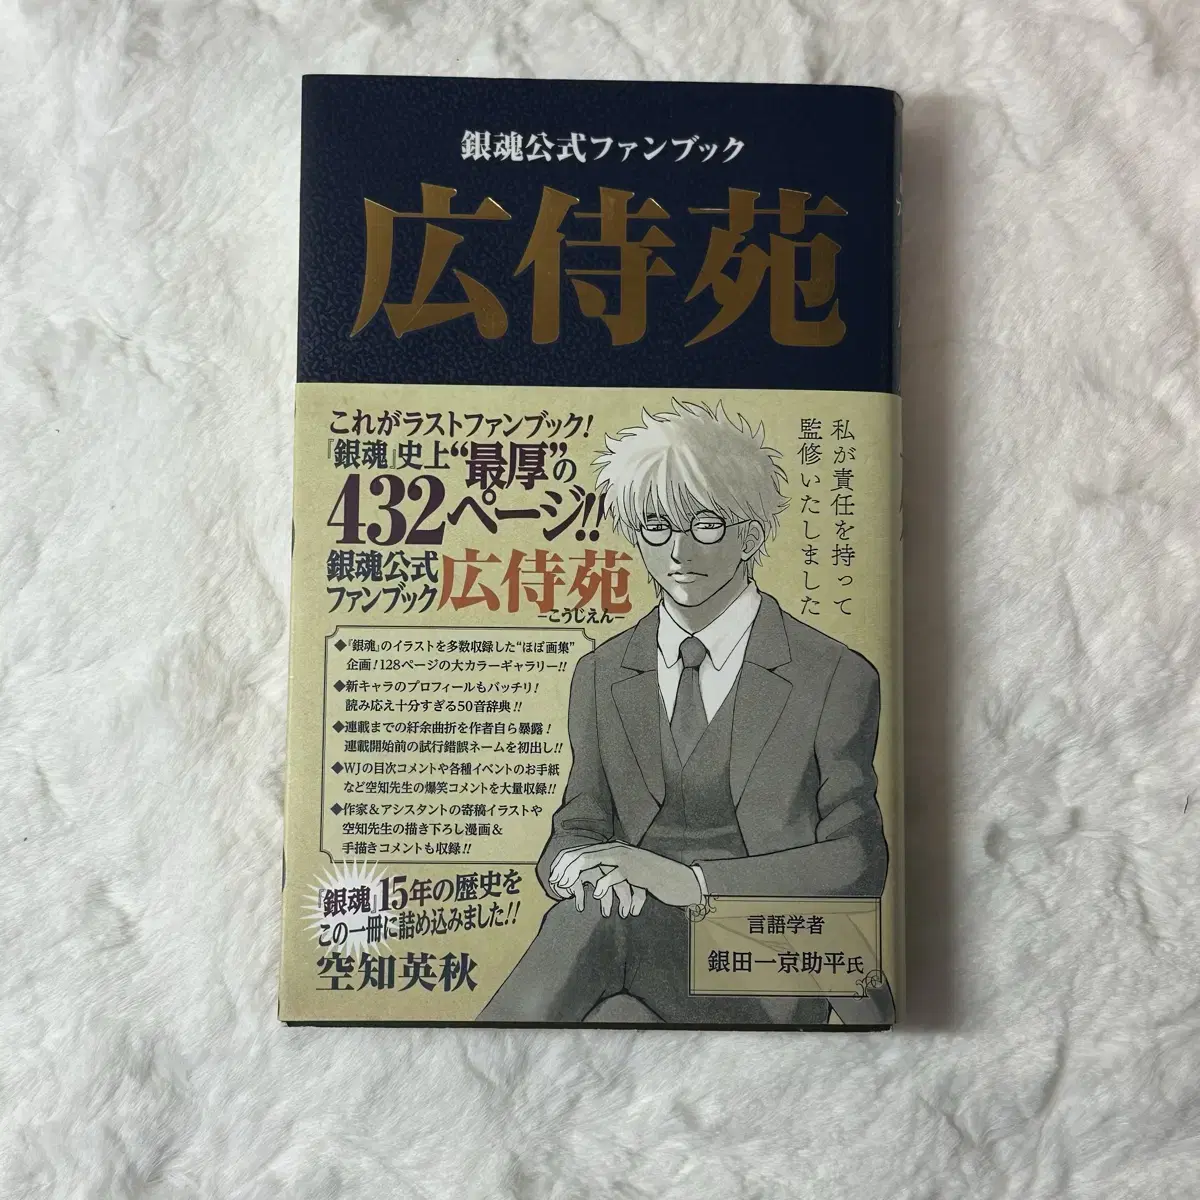 銀魂公式ファンブック
広侍苑
これがラストファンブック!
『銀魂』史上“最厚”の
432ページ!!
銀魂公式
ファンブック
広侍苑
–こうじえん–
◆『銀魂』のイラストを多数収録した“ほぼ画集”
企画!128ページの大カラーギャラリー!!
◆新キャラのプロフィールもバッチリ!
読み応え十分すぎる50音辞典!!
◆連載までの紆余曲折を作者自ら暴露!
連載開始前の試行錯誤ネームを初出し!!
◆WJの目次コメントや各種イベントのお手紙
など空知先生の爆笑コメントを大量収録!!
◆作家&アシスタントの寄稿イラストや
空知先生の描き下ろし漫画&
手描きコメントも収録!!
『銀魂』15年の歴史を
この一冊に詰め込みました!!
空知英秋
私が責任を持って
監修いたしました
言語学者
銀田一京助平氏